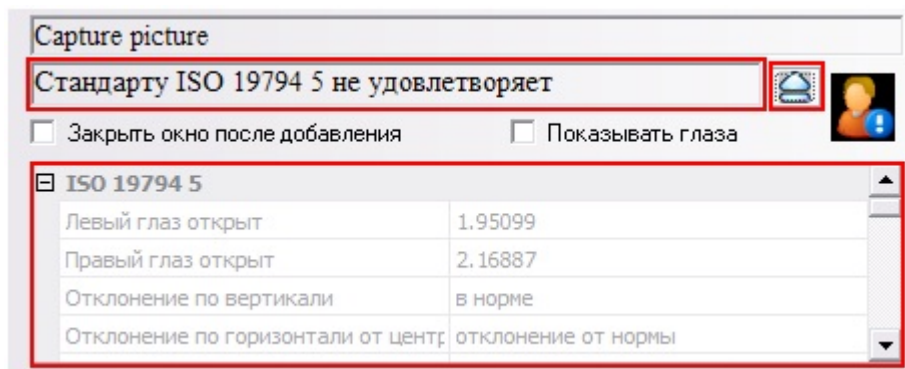 Capture picture
Стандарту ISO 19794 5 не удовлетворяет
Закрыть окно после добавления Показывать глаза
ISO 19794 5
Левый глаз открыт 1.95099
Правый глаз открыт 2.16887
Отклонение по вертикали в норме
Отклонение по горизонтали от центр отклонение от нормы